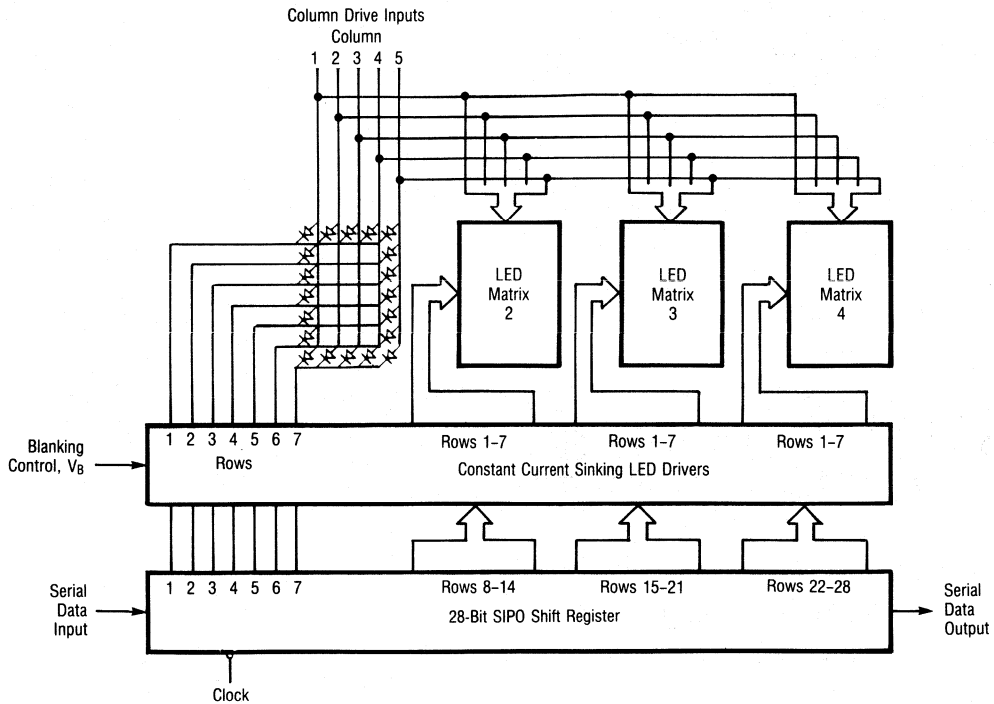 Column Drive Inputs
Column
1 2 3 4 5
LED
Matrix
2
LED
Matrix
3
LED
Matrix
4
1 2 3 4 5 6 7
Rows 1–7
Rows 1–7
Rows 1–7
Blanking
Control, VB
Rows
Constant Current Sinking LED Drivers
1 2 3 4 5 6 7
Rows 8–14
Rows 15–21
Rows 22–28
Serial
Data
Input
28-Bit SIPO Shift Register
Serial
Data
Output
Clock